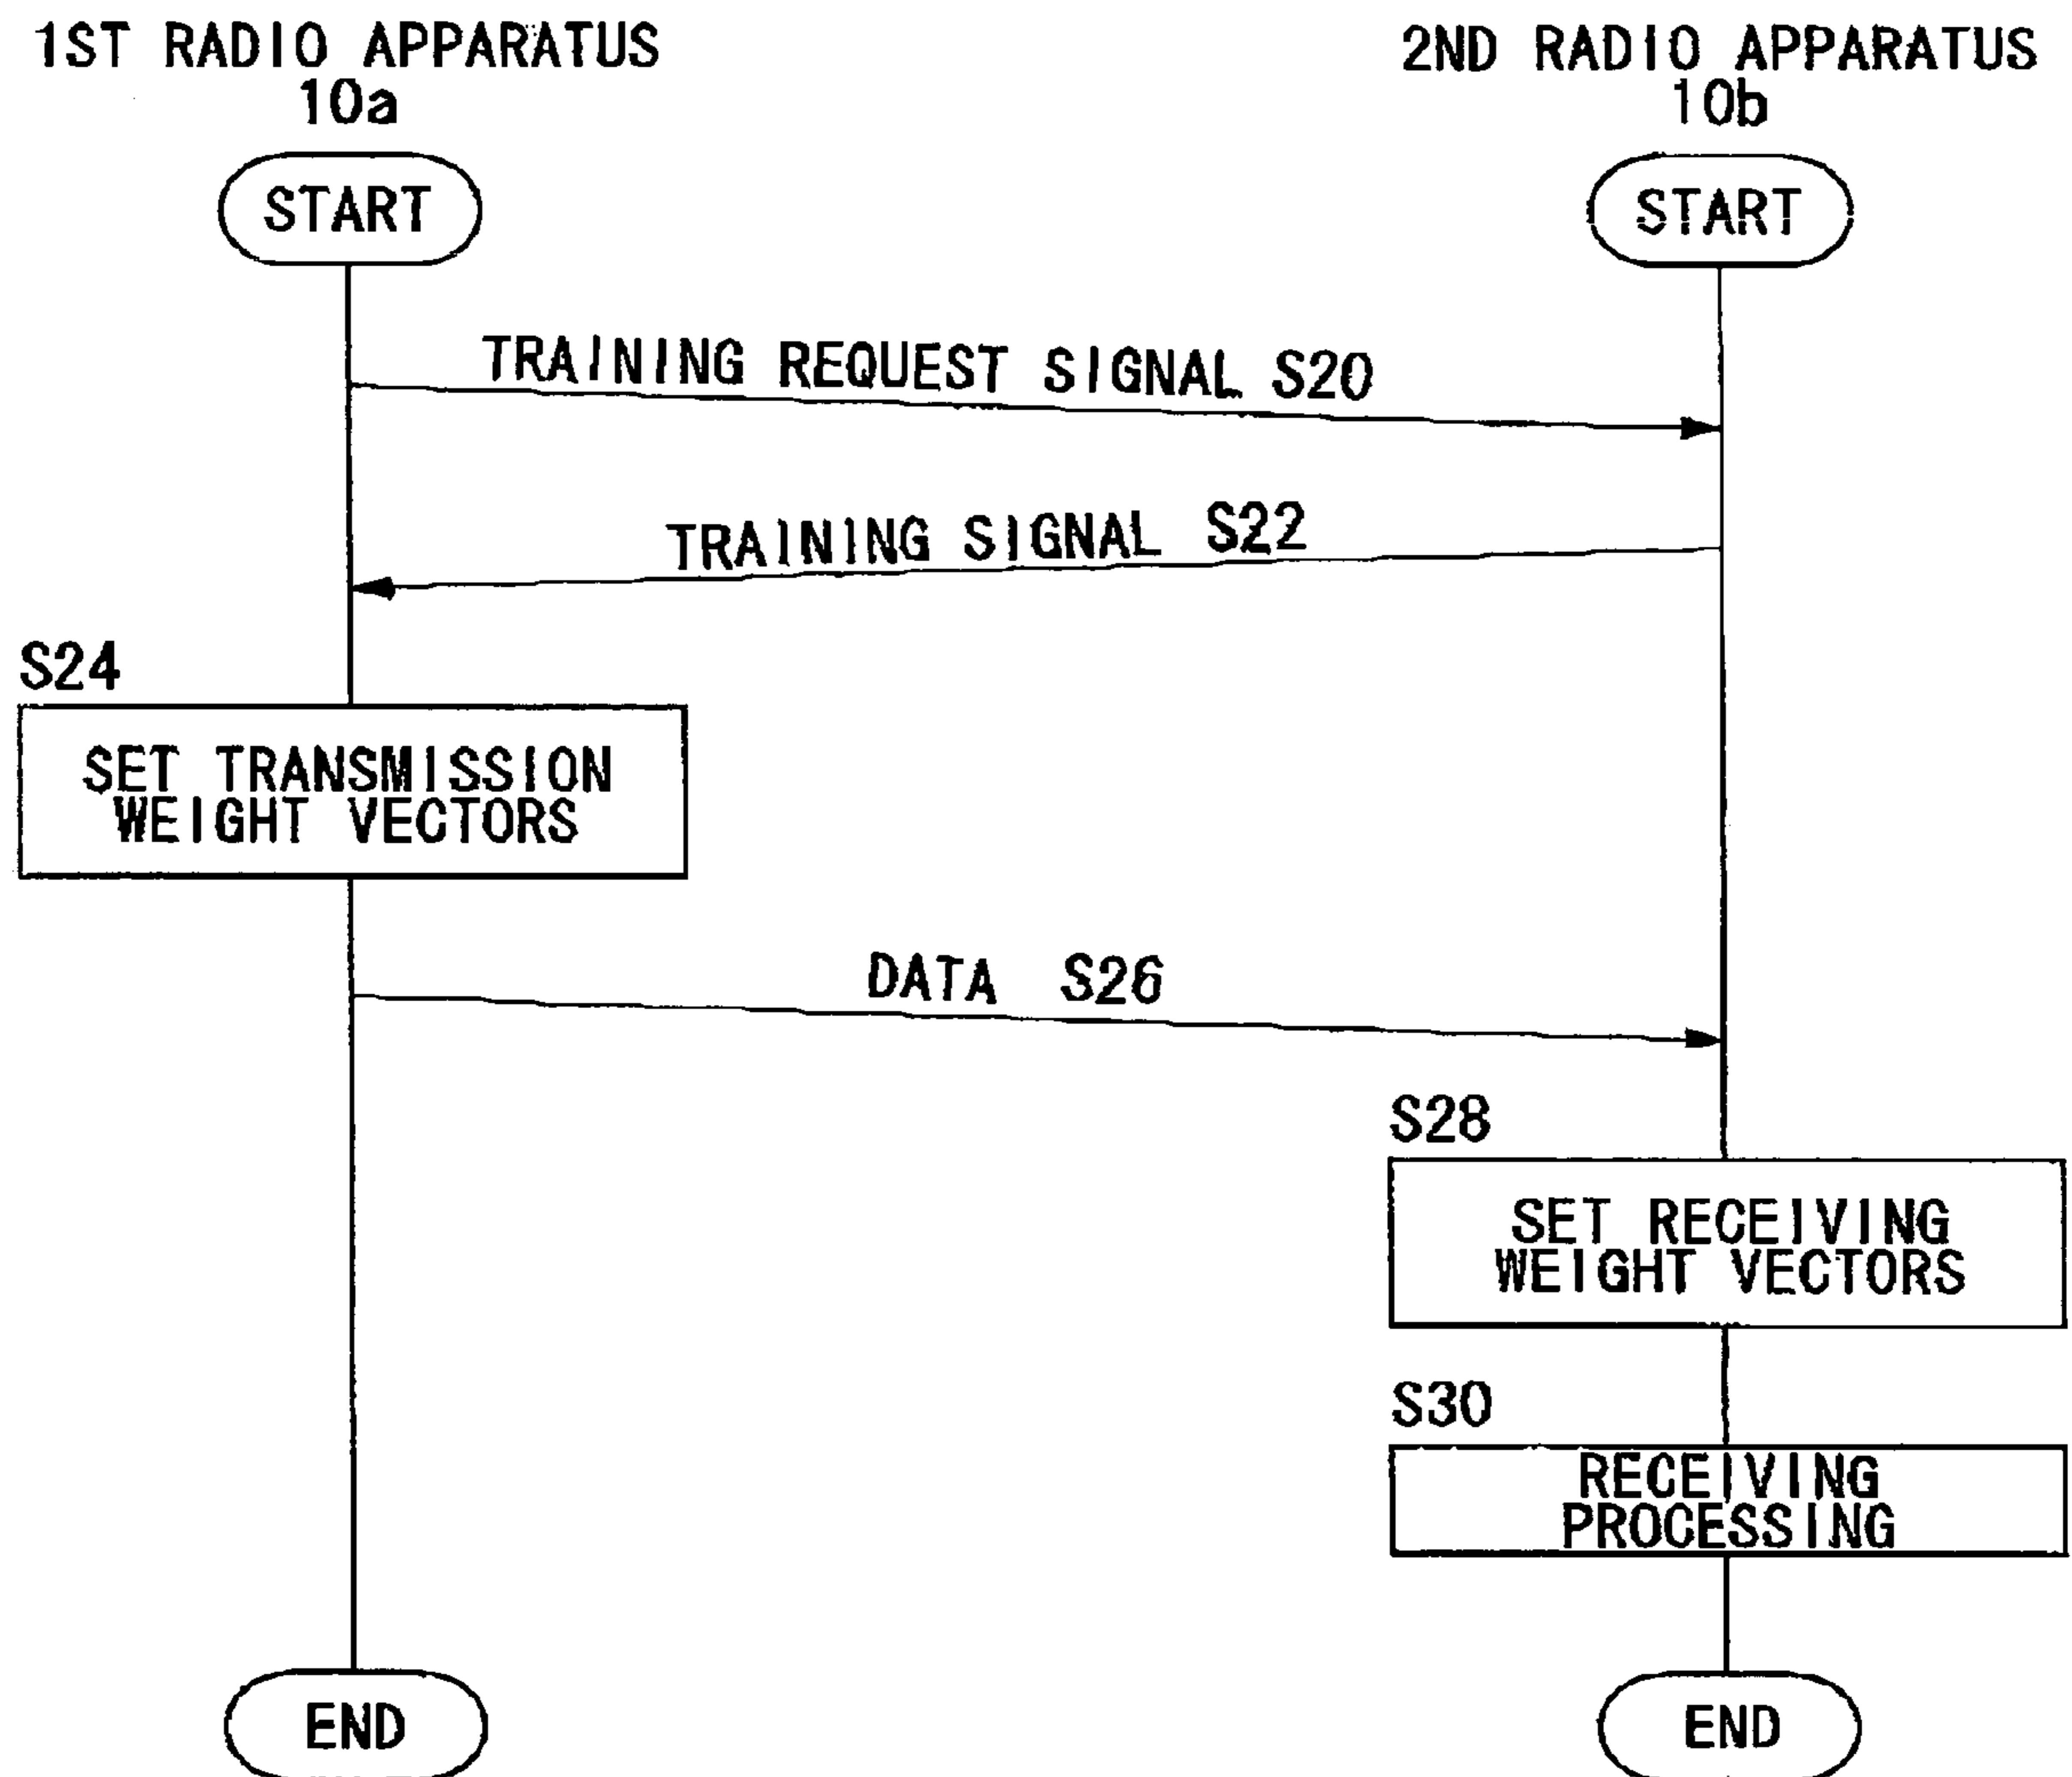 1ST RADIO APPARATUS
10a
2ND RADIO APPARATUS
10b
START
START
TRAINING REQUEST SIGNAL S20
TRAINING SIGNAL S22
S24
SET TRANSMISSION
WEIGHT VECTORS
DATA S26
S28
SET RECEIVING
WEIGHT VECTORS
S30
RECEIVING
PROCESSING
END
END